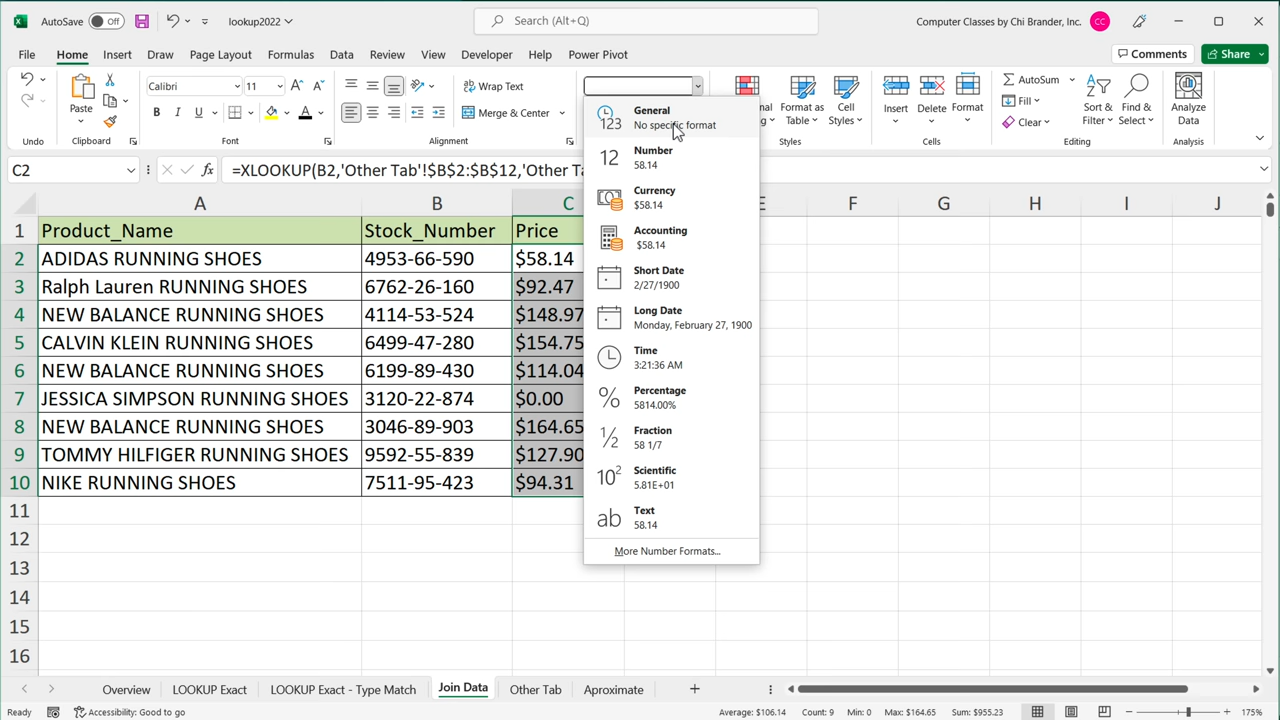 AutoSave Off lookup2022 Search (Alt+Q) Computer Classes by Chi Brander, Inc. CC
File Home Insert Draw Page Layout Formulas Data Review View Developer Help Power Pivot Comments Share
Paste Calibri 11 Wrap Text Merge & Center Format as Table Cell Styles Insert Delete Format AutoSum Fill Clear Sort & Filter Find & Select Analyze Data
Undo Clipboard Font Alignment Styles Cells Editing Analysis
C2 fx =XLOOKUP(B2,'Other Tab'!$B$2:$B$12,'Other Ta
A B C E F G H I J
1 Product_Name Stock_Number Price
2 ADIDAS RUNNING SHOES 4953-66-590 $58.14
3 Ralph Lauren RUNNING SHOES 6762-26-160 $92.47
4 NEW BALANCE RUNNING SHOES 4114-53-524 $148.97
5 CALVIN KLEIN RUNNING SHOES 6499-47-280 $154.75
6 NEW BALANCE RUNNING SHOES 6199-89-430 $114.04
7 JESSICA SIMPSON RUNNING SHOES 3120-22-874 $0.00
8 NEW BALANCE RUNNING SHOES 3046-89-903 $164.65
9 TOMMY HILFIGER RUNNING SHOES 9592-55-839 $127.90
10 NIKE RUNNING SHOES 7511-95-423 $94.31
11
12
13
14
15
16
123 General
No specific format
12 Number
58.14
Currency
$58.14
Accounting
$58.14
Short Date
2/27/1900
Long Date
Monday, February 27, 1900
Time
3:21:36 AM
% Percentage
5814.00%
1/2 Fraction
58 1/7
10² Scientific
5.81E+01
ab Text
58.14
More Number Formats...
Overview LOOKUP Exact LOOKUP Exact - Type Match Join Data Other Tab Aproximate
Ready Accessibility: Good to go Average: $106.14 Count: 9 Min: 0 Max: $164.65 Sum: $955.23 175%